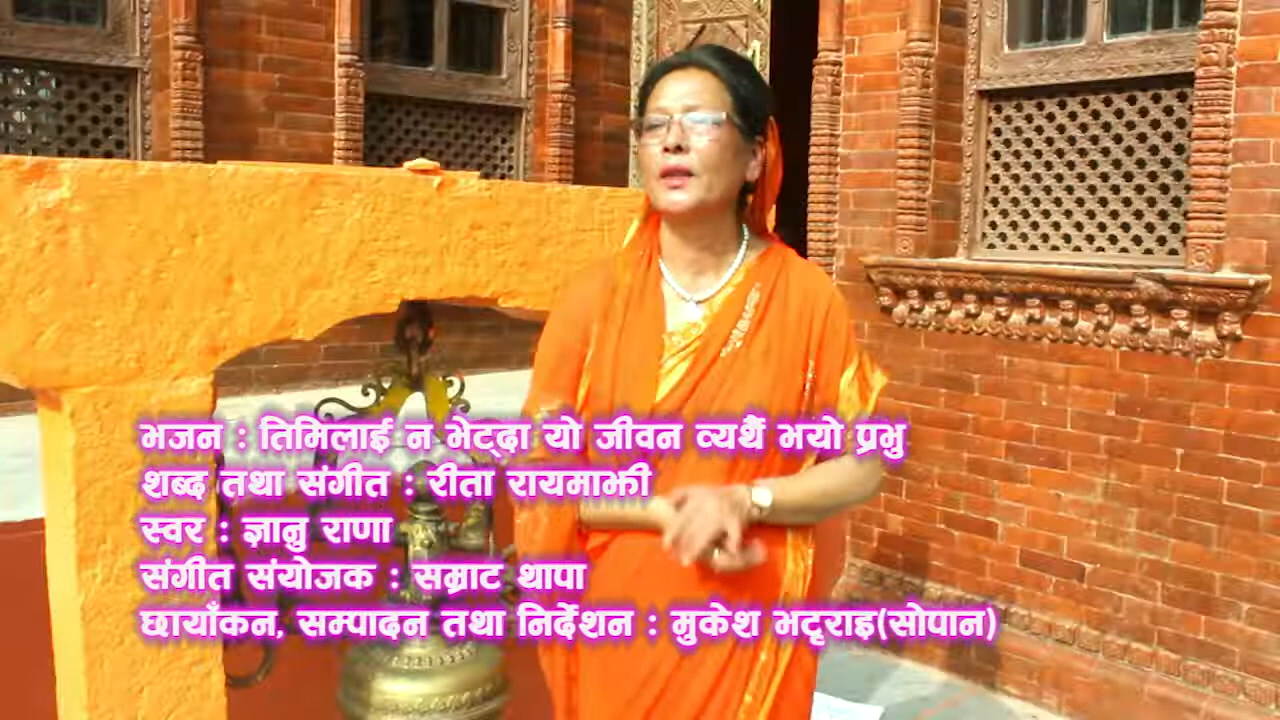 भजन : तिमिलाई न भेट्दा यो जीवन व्यर्थै भयो प्रभु
शब्द तथा संगीत : रीता रायमाझी
स्वर : ज्ञानु राणा
संगीत संयोजक : सम्राट थापा
छायाँकन, सम्पादन तथा निर्देशन : मुकेश भट्टराइ(सोपान)